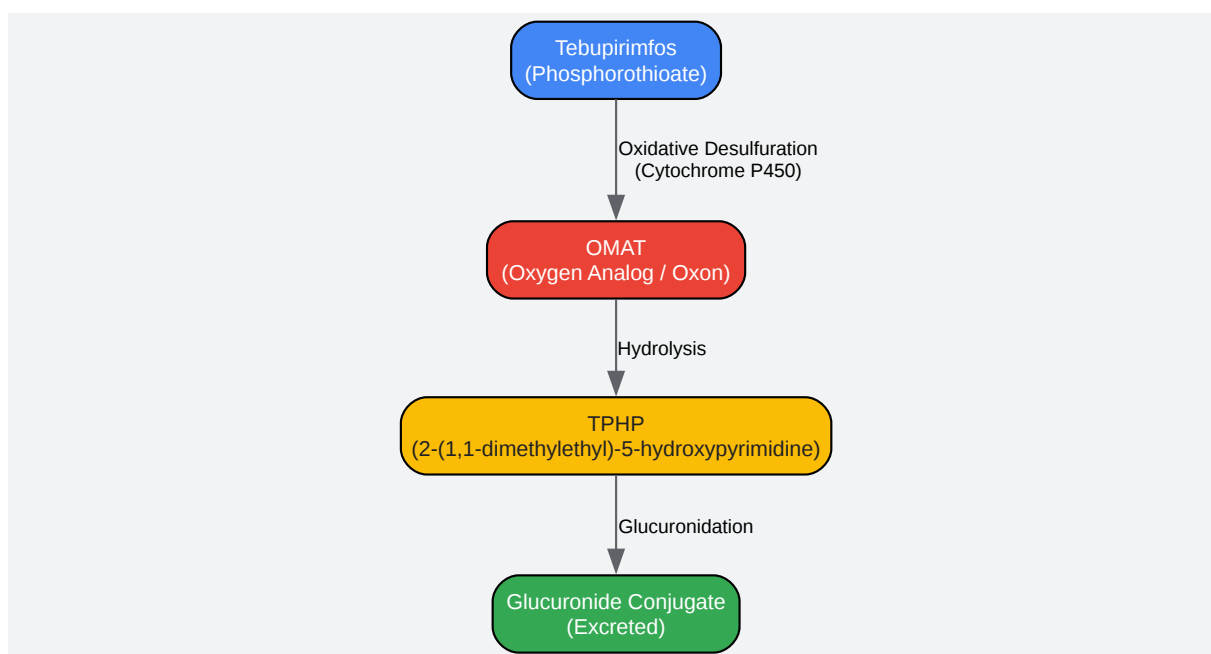 Tebupirimfos
(Phosphorothioate)
Oxidative Desulfuration
(Cytochrome P450)
OMAT
(Oxygen Analog / Oxon)
Hydrolysis
TPHP
(2-(1,1-dimethylethyl)-5-hydroxypyrimidine)
Glucuronidation
Glucuronide Conjugate
(Excreted)